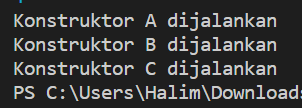 Konstruktor A dijalankan
Konstruktor B dijalankan
Konstruktor C dijalankan
PS C:\Users\Halim\Downloads